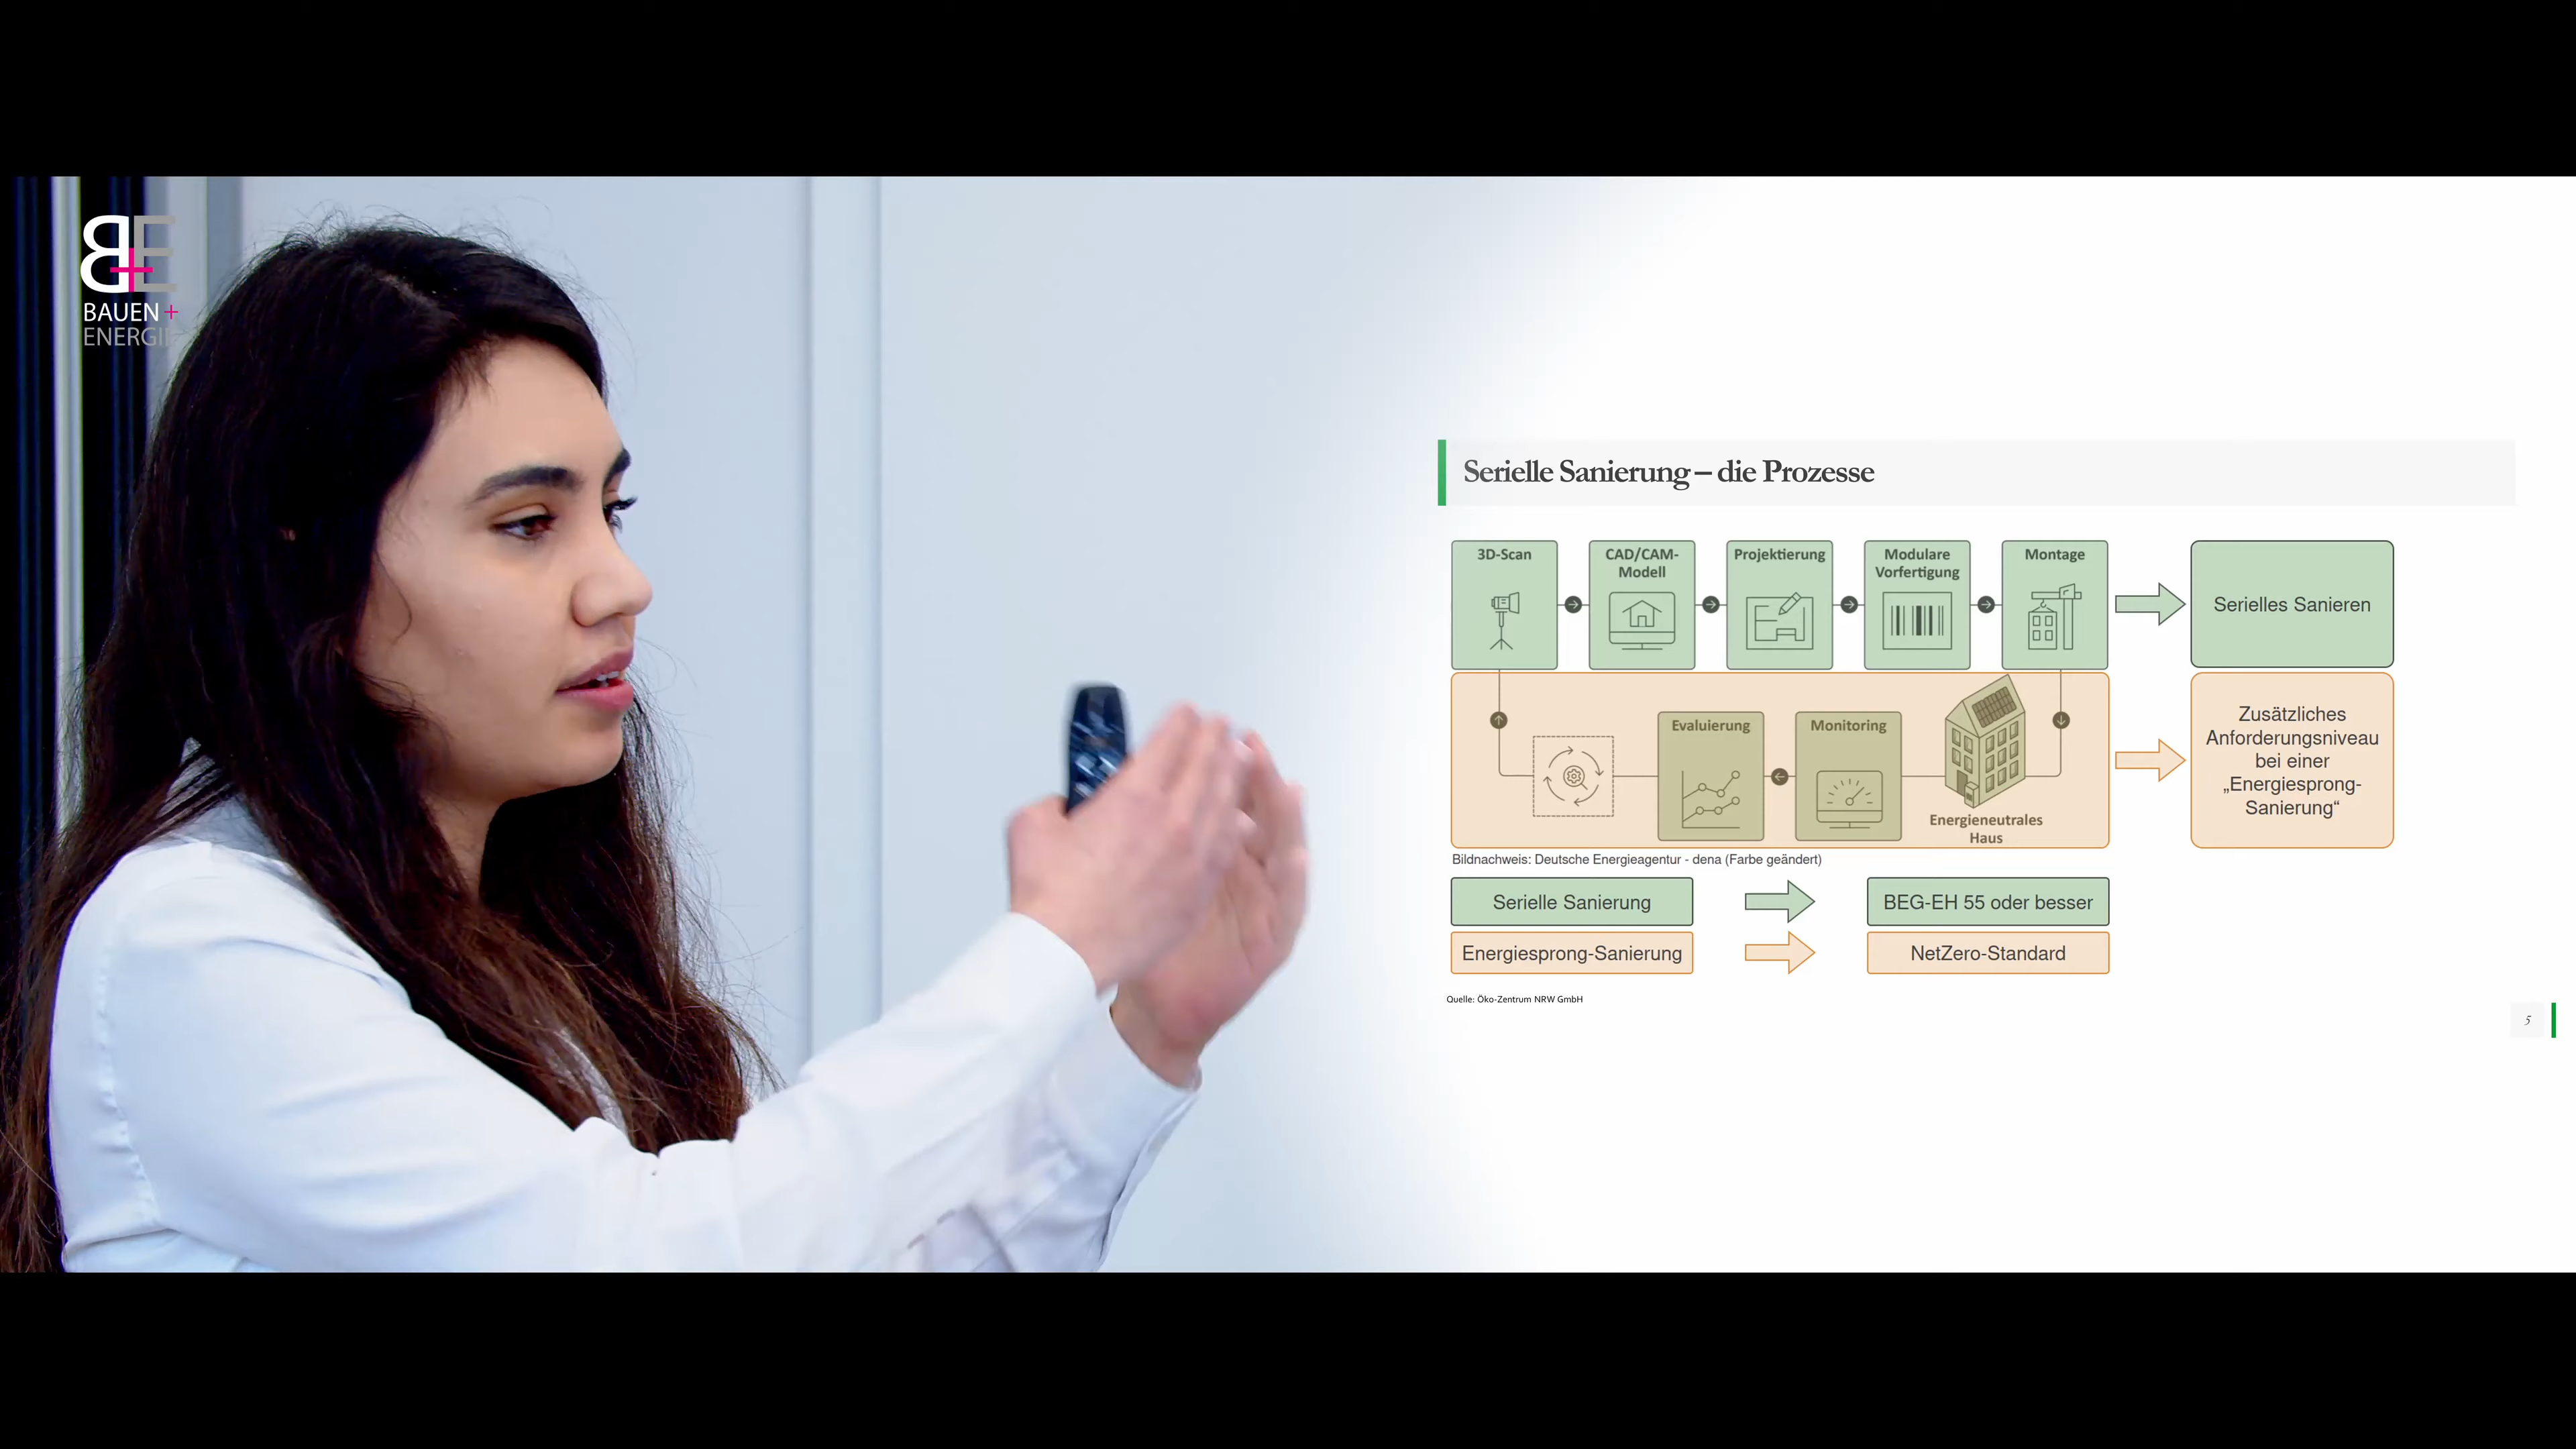 BE
BAUEN +
ENERGIE
Serielle Sanierung – die Prozesse
3D-Scan
CAD/CAM-
Modell
Projektierung
Modulare
Vorfertigung
Montage
Serielles Sanieren
Evaluierung
Monitoring
Energieneutrales
Haus
Zusätzliches
Anforderungsniveau
bei einer
„Energiesprong-
Sanierung“
Bildnachweis: Deutsche Energieagentur - dena (Farbe geändert)
Serielle Sanierung
BEG-EH 55 oder besser
Energiesprong-Sanierung
NetZero-Standard
Quelle: Öko-Zentrum NRW GmbH
5